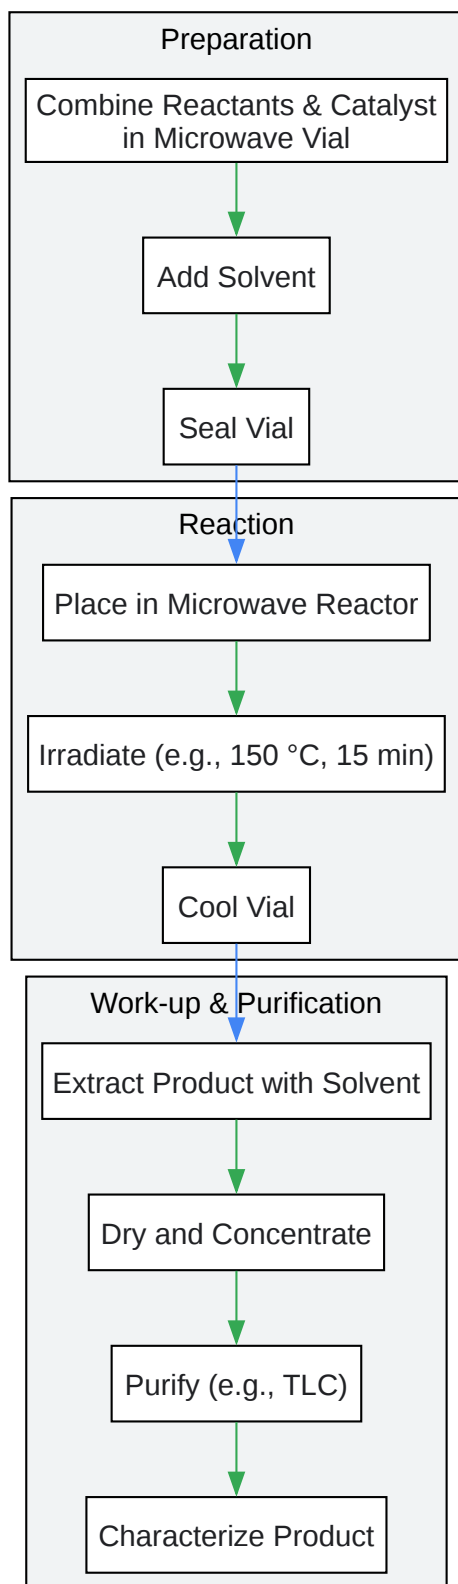 Preparation
Combine Reactants & Catalyst
in Microwave Vial
Add Solvent
Seal Vial
Reaction
Place in Microwave Reactor
Irradiate (e.g., 150 °C, 15 min)
Cool Vial
Work-up & Purification
Extract Product with Solvent
Dry and Concentrate
Purify (e.g., TLC)
Characterize Product